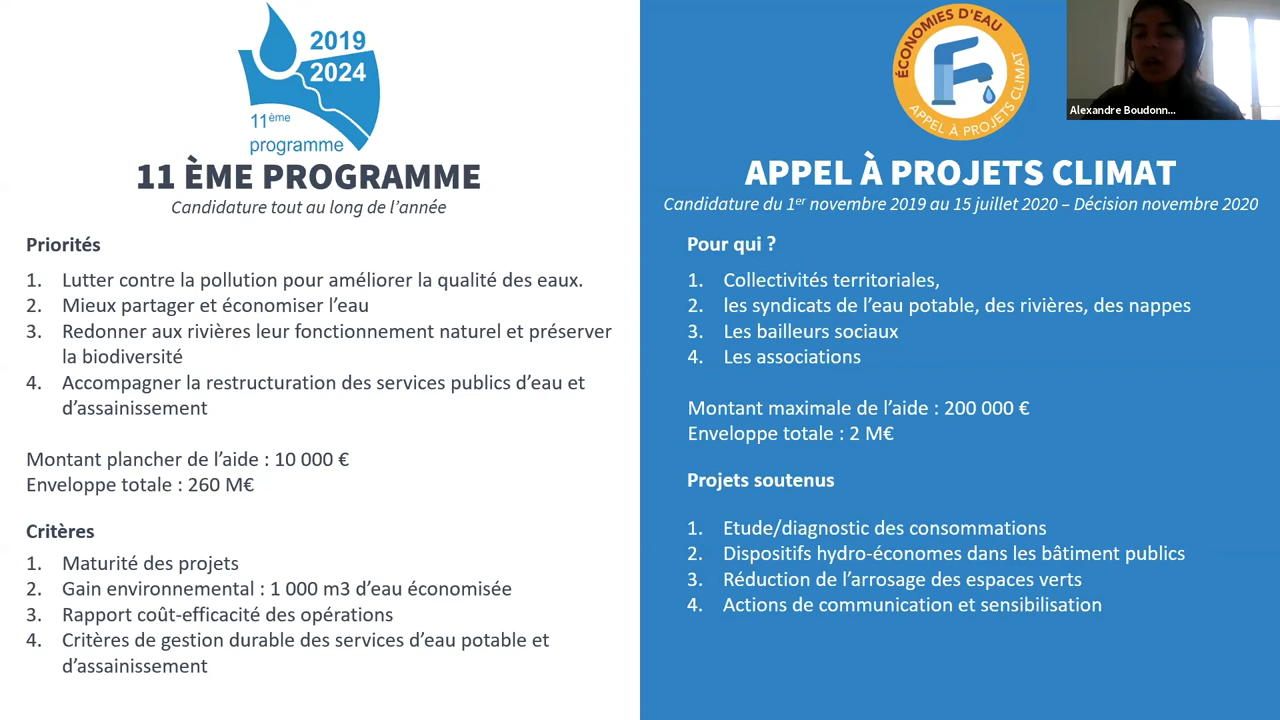 2019
2024
11ème
programme
11 ÈME PROGRAMME
Candidature tout au long de l'année
Priorités
1. Lutter contre la pollution pour améliorer la qualité des eaux.
2. Mieux partager et économiser l'eau
3. Redonner aux rivières leur fonctionnement naturel et préserver
la biodiversité
4. Accompagner la restructuration des services publics d'eau et
d'assainissement
Montant plancher de l'aide : 10 000 €
Enveloppe totale : 260 M€
Critères
1. Maturité des projets
2. Gain environnemental : 1 000 m3 d'eau économisée
3. Rapport coût-efficacité des opérations
4. Critères de gestion durable des services d'eau potable et
d'assainissement
ÉCONOMIES D'EAU
APPEL À PROJETS CLIMAT
Alexandre Boudonn...
APPEL À PROJETS CLIMAT
Candidature du 1er novembre 2019 au 15 juillet 2020 – Décision novembre 2020
Pour qui ?
1. Collectivités territoriales,
2. les syndicats de l'eau potable, des rivières, des nappes
3. Les bailleurs sociaux
4. Les associations
Montant maximale de l'aide : 200 000 €
Enveloppe totale : 2 M€
Projets soutenus
1. Etude/diagnostic des consommations
2. Dispositifs hydro-économes dans les bâtiment publics
3. Réduction de l'arrosage des espaces verts
4. Actions de communication et sensibilisation